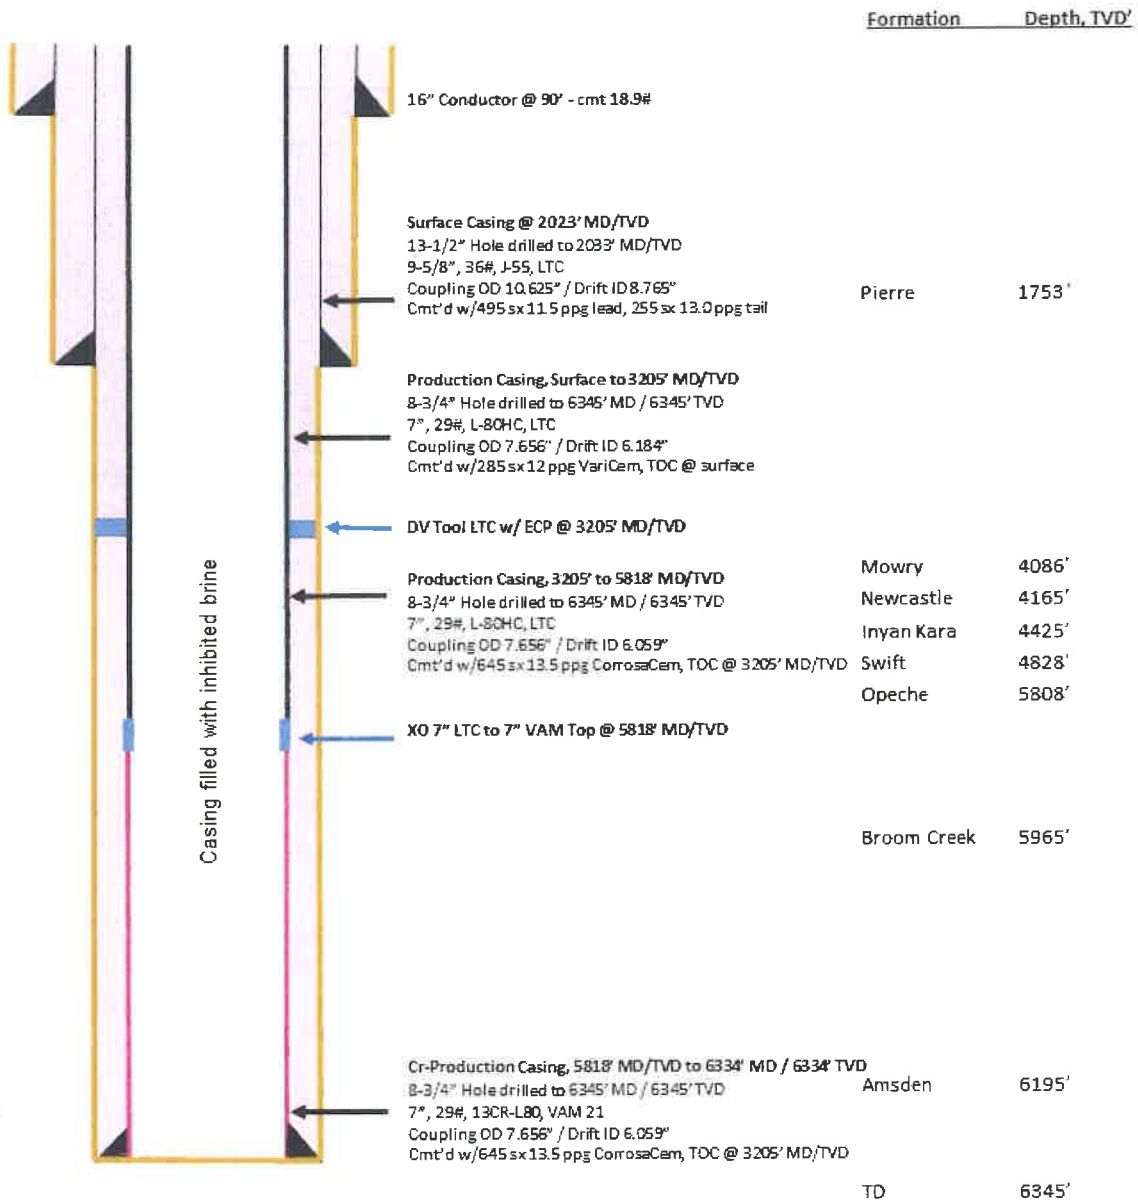 Formation Depth, TVD'
16" Conductor @ 90' - cmt 18.9#
Surface Casing @ 2023' MD/TVD
13-1/2" Hole drilled to 2033' MD/TVD
9-5/8", 36#, J-55, LTC
Coupling OD 10.625" / Drift ID 8.765"
Cmt'd w/495 sx 11.5 ppg lead, 255 sx 13.0 ppg tail
Pierre 1753'
Production Casing, Surface to 3205' MD/TVD
8-3/4" Hole drilled to 6345' MD / 6345' TVD
7", 29#, L-80HC, LTC
Coupling OD 7.656" / Drift ID 6.184"
Cmt'd w/285 sx 12 ppg VariCem, TOC @ surface
DV Tool LTC w/ ECP @ 3205' MD/TVD
Mowry 4086'
Production Casing, 3205' to 5818' MD/TVD
8-3/4" Hole drilled to 6345' MD / 6345' TVD
Newcastle 4165'
7", 29#, L-80HC, LTC
Inyan Kara 4425'
Coupling OD 7.656" / Drift ID 6.059"
Cmt'd w/645 sx 13.5 ppg CorrosaCem, TOC @ 3205' MD/TVD
Swift 4828'
Opeche 5808'
XO 7" LTC to 7" VAM Top @ 5818' MD/TVD
Casing filled with inhibited brine
Broom Creek 5965'
Cr-Production Casing, 5818' MD/TVD to 6334' MD / 6334' TVD
8-3/4" Hole drilled to 6345' MD / 6345' TVD
Amsden 6195'
7", 29#, 13CR-L80, VAM 21
Coupling OD 7.656" / Drift ID 6.059"
Cmt'd w/645 sx 13.5 ppg CorrosaCem, TOC @ 3205' MD/TVD
TD 6345'